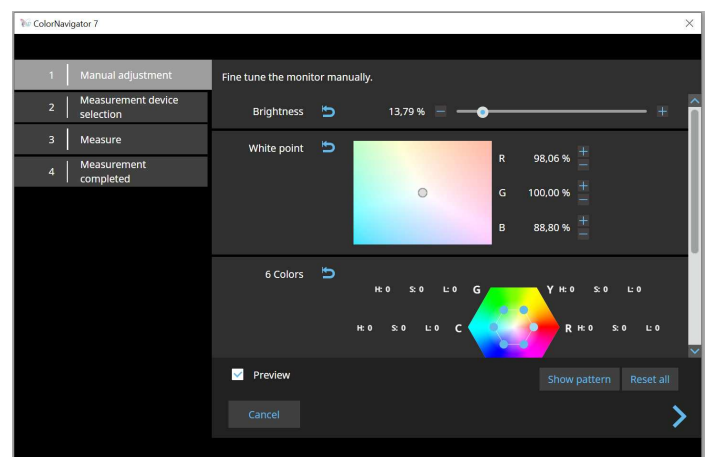 ColorNavigator 7
1 Manual adjustment
2 Measurement device
selection
3 Measure
4 Measurement
completed
Fine tune the monitor manually.
Brightness 13,79 %
White point
R 98,06 %
G 100,00 %
B 88,80 %
6 Colors
H: 0 S: 0 L: 0 G Y H: 0 S: 0 L: 0
H: 0 S: 0 L: 0 C R H: 0 S: 0 L: 0
Preview
Show pattern Reset all
Cancel